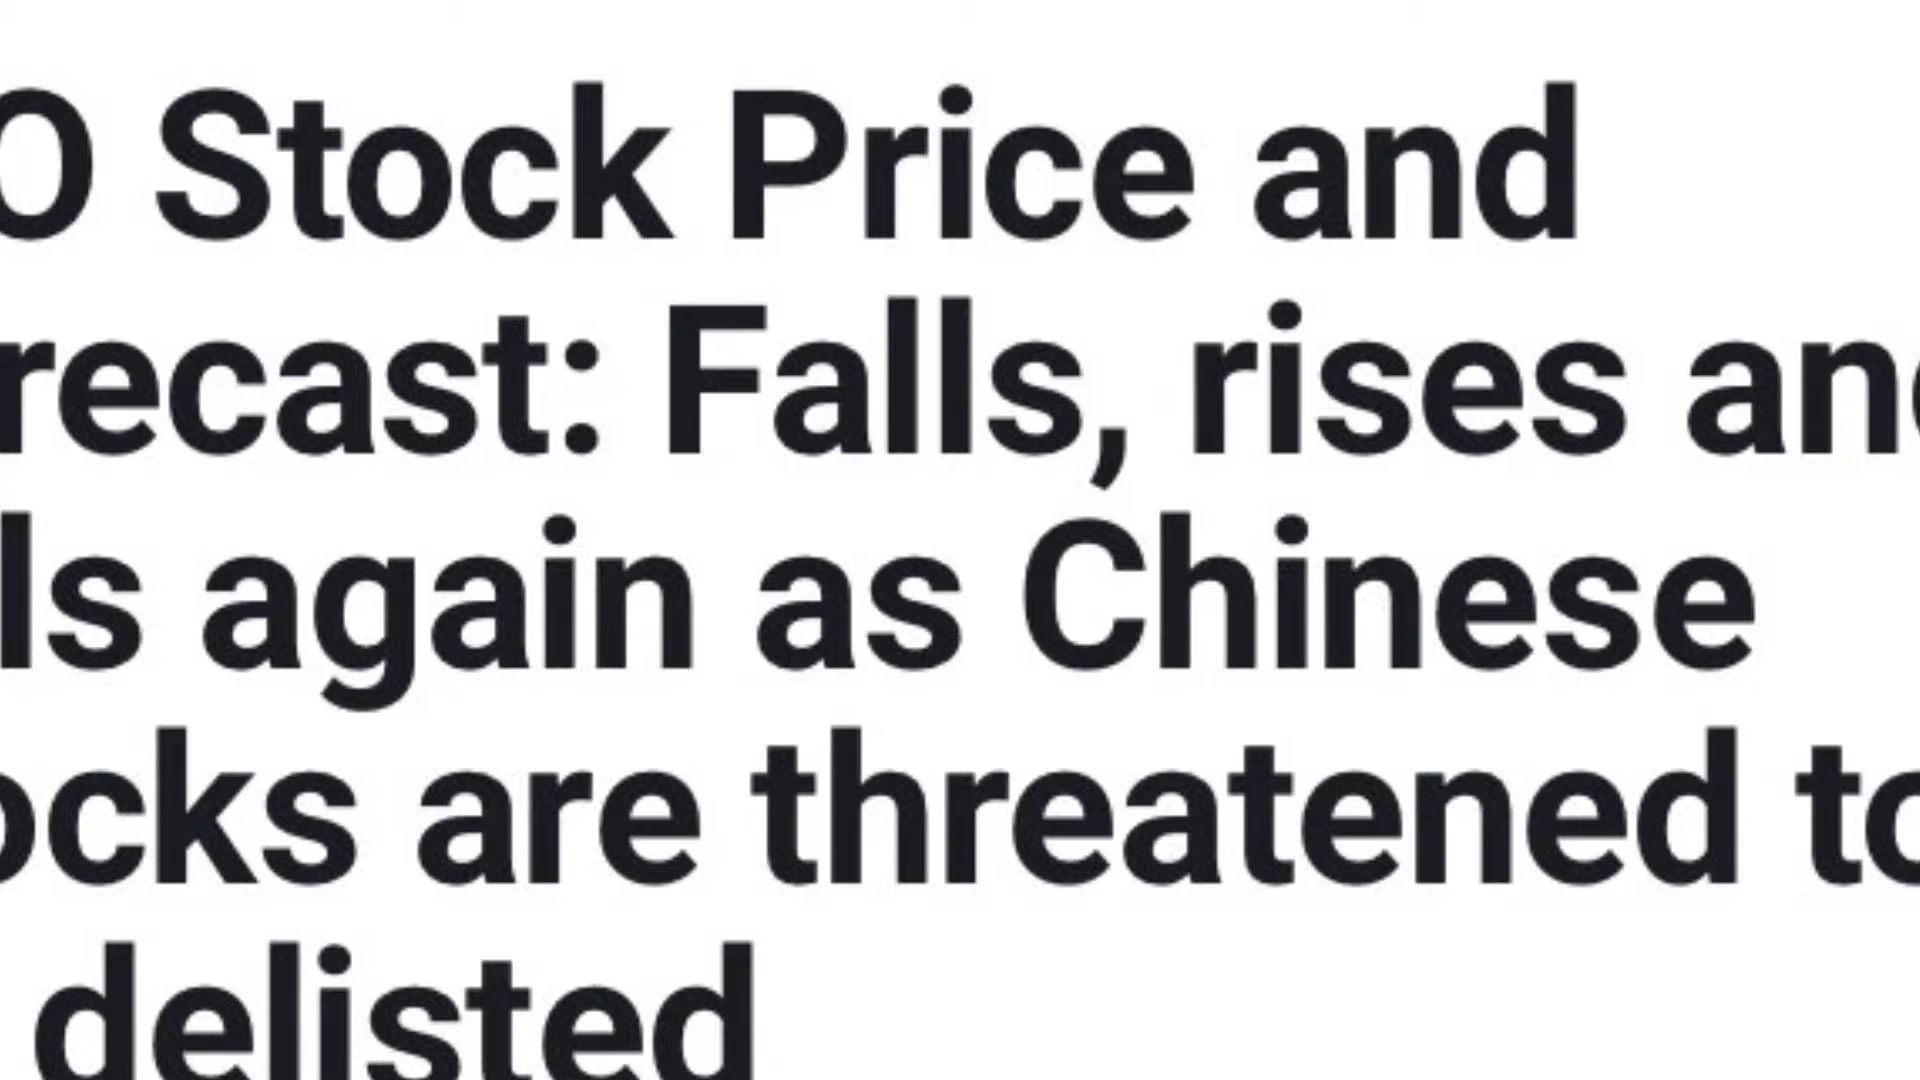 O Stock Price and
recast: Falls, rises and
ls again as Chinese
ocks are threatened to
delisted